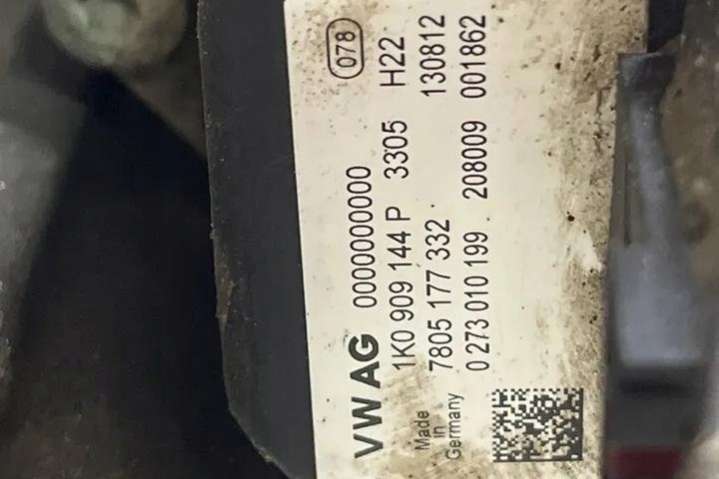 078
VW AG 0000000000
1K0 909 144 P 3305 H22
Made in Germany 7805 177 332 130812
0 273 010 199 208009 001862